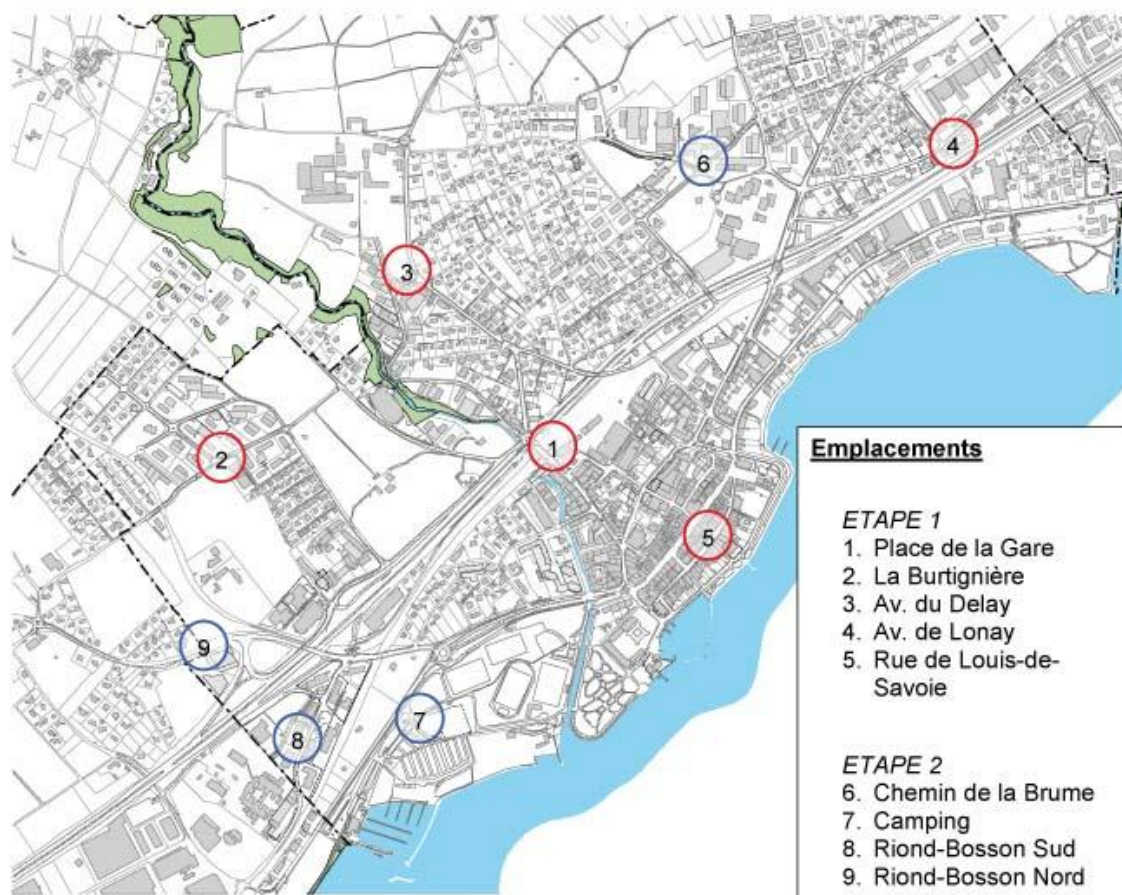 6
4
3
1
2
5
9
7
8
Emplacements
ETAPE 1
1. Place de la Gare
2. La Burtignière
3. Av. du Delay
4. Av. de Lonay
5. Rue de Louis-de-
Savoie
ETAPE 2
6. Chemin de la Brume
7. Camping
8. Riond-Bosson Sud
9. Riond-Bosson Nord